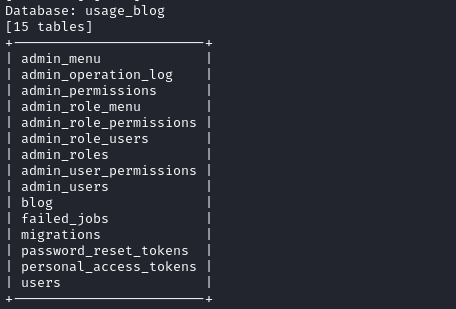 Database: usage_blog
[15 tables]
+-----------------------+
| admin_menu            |
| admin_operation_log   |
| admin_permissions     |
| admin_role_menu       |
| admin_role_permissions |
| admin_role_users      |
| admin_roles           |
| admin_user_permissions |
| admin_users           |
| blog                  |
| failed_jobs           |
| migrations            |
| password_reset_tokens |
| personal_access_tokens |
| users                 |
+-----------------------+